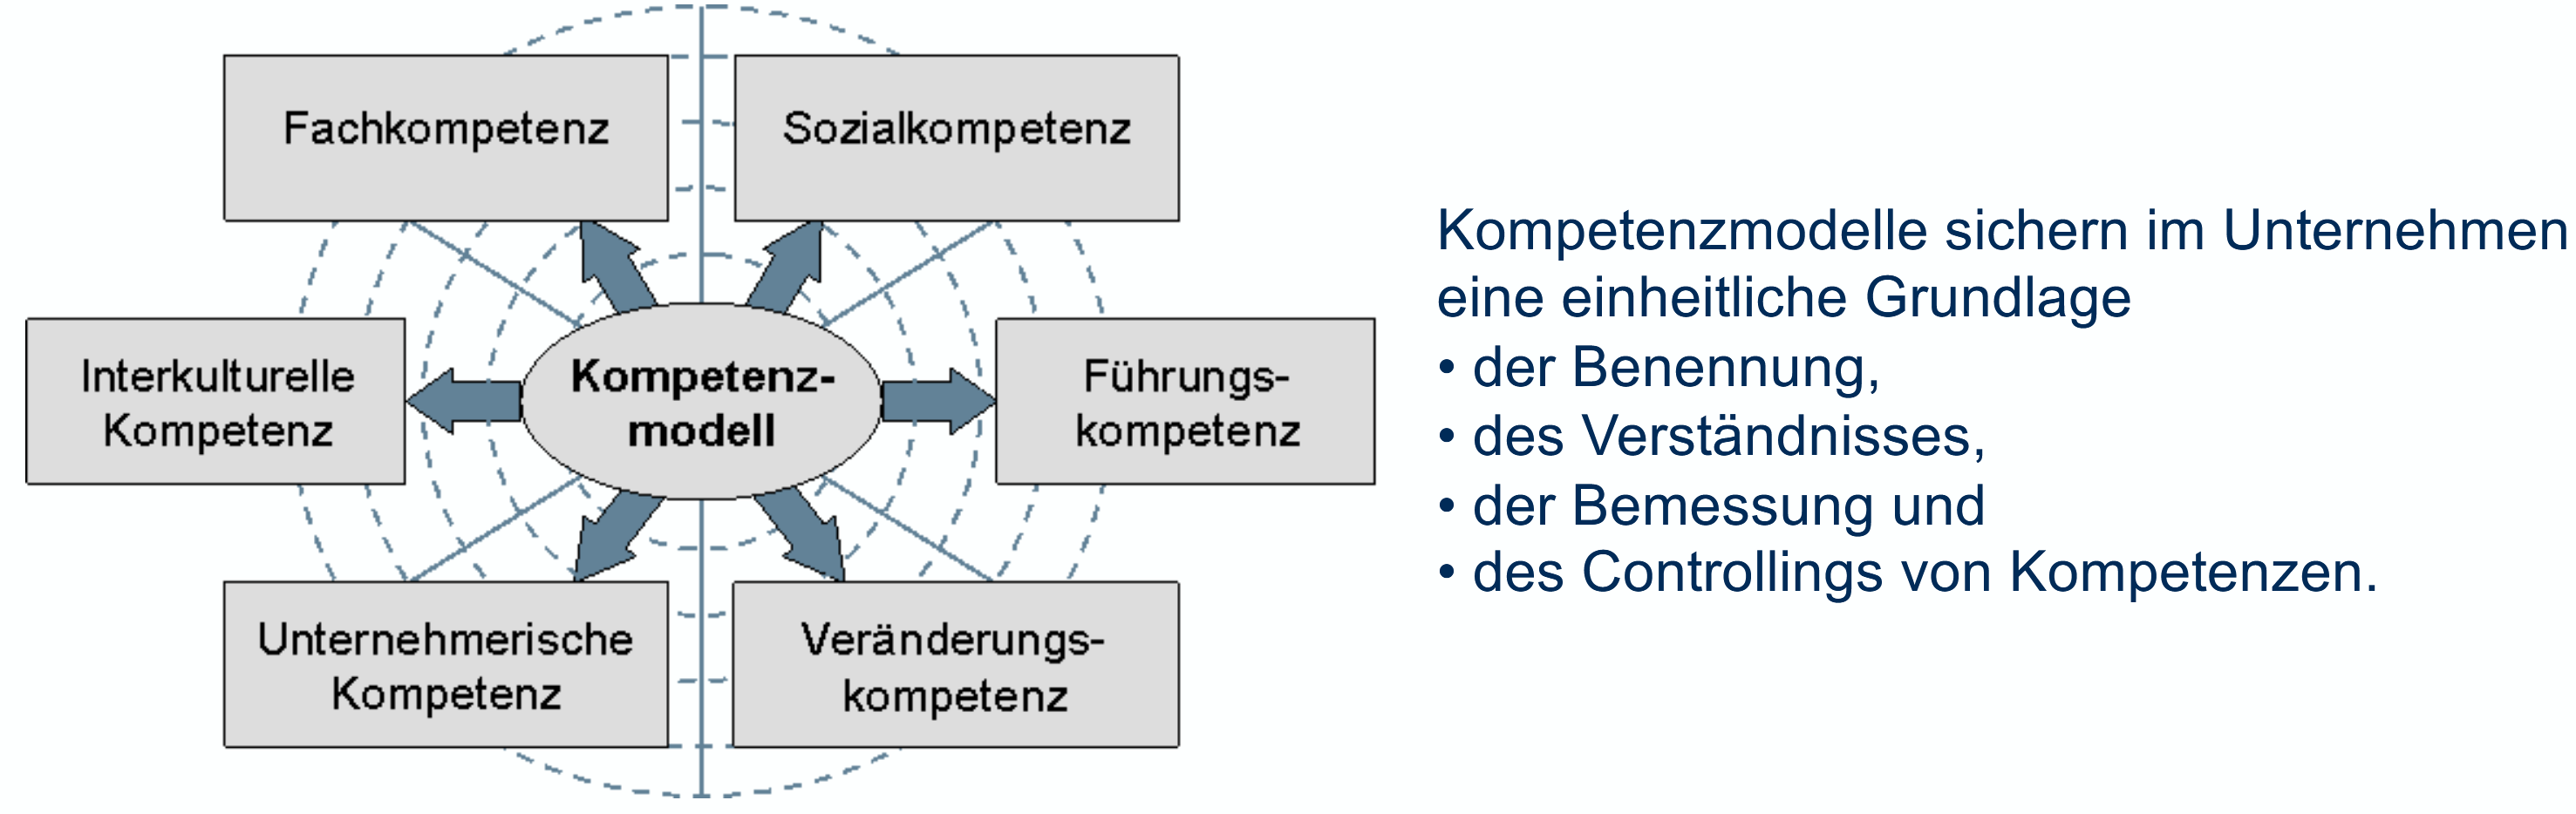 Fachkompetenz
Sozialkompetenz
Interkulturelle
Kompetenz
Kompetenz-
modell
Führungs-
kompetenz
Unternehmerische
Kompetenz
Veränderungs-
kompetenz
Kompetenzmodelle sichern im Unternehmen
eine einheitliche Grundlage
• der Benennung,
• des Verständnisses,
• der Bemessung und
• des Controllings von Kompetenzen.